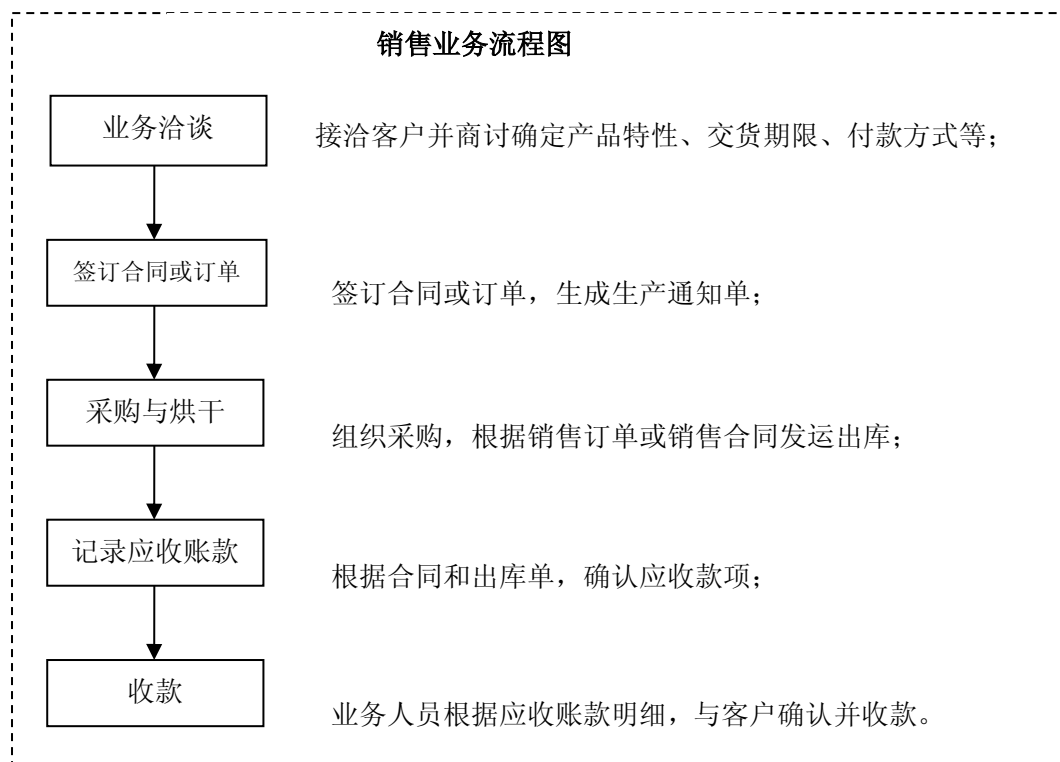 销售业务流程图
业务洽谈
接洽客户并商讨确定产品特性、交货期限、付款方式等；
签订合同或订单
签订合同或订单，生成生产通知单；
采购与烘干
组织采购，根据销售订单或销售合同发运出库；
记录应收账款
根据合同和出库单，确认应收款项；
收款
业务人员根据应收账款明细，与客户确认并收款。